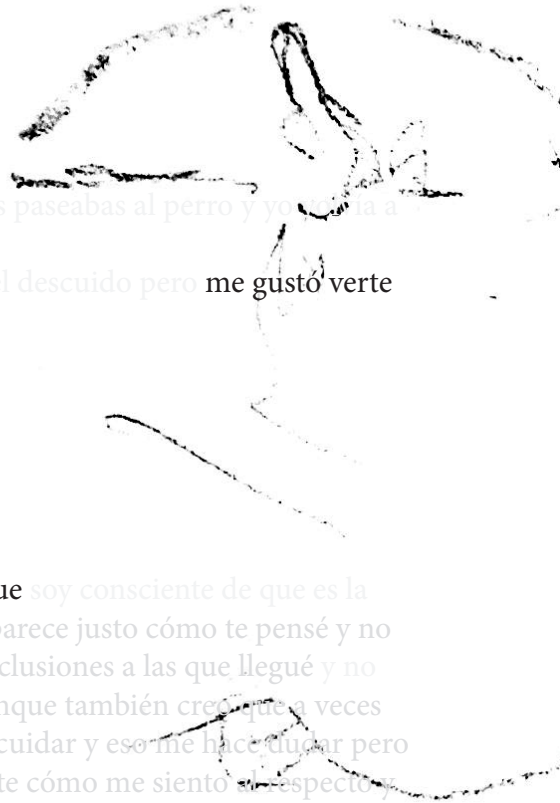 s paseabas al perro y yo volvía a
el descuido pero me gustó verte
ue soy consciente de que es la
parece justo cómo te pensé y no
clusiones a las que llegué y no
nque también creo que a veces
cuidar y eso me hace dudar pero
te cómo me siento al respecto y